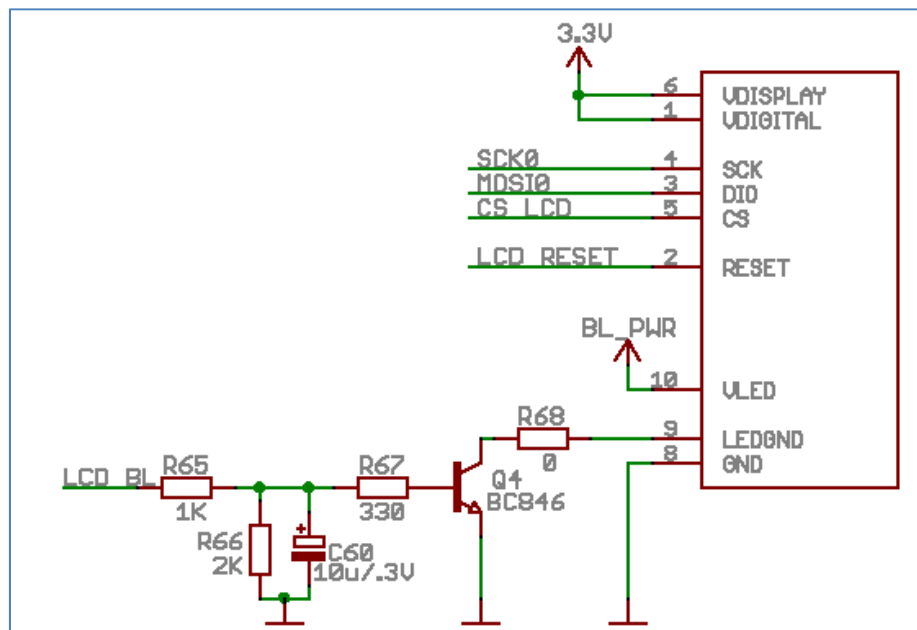 3.3V
6 VDISPLAY
1 VDIGITAL
SCK0 4 SCK
MDSI0 3 DIO
CS_LCD 5 CS
LCD_RESET 2 RESET
BL_PWR
10 VLED
R68 9 LEDGND
0 8 GND
LCD_BL R65 R67 Q4
1K 330 BC846
R66 + C60
2K 10u/.3V